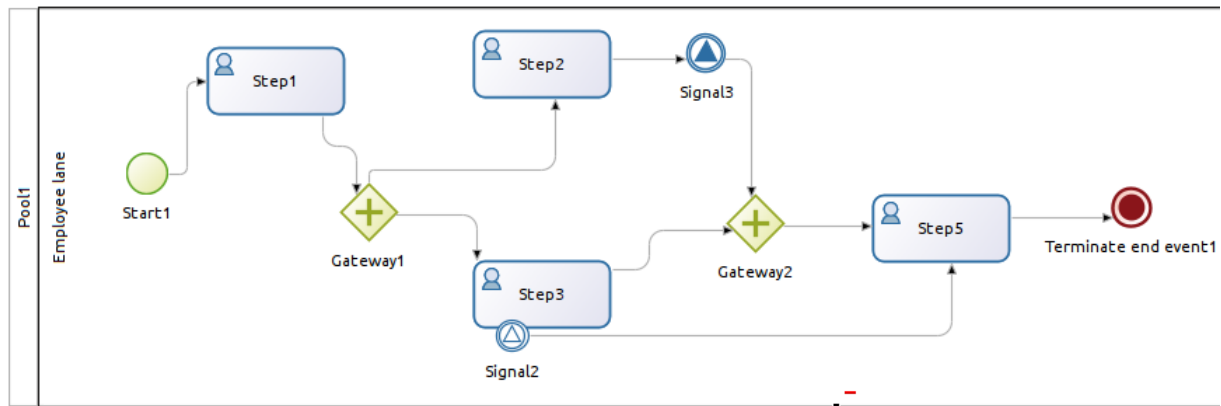 Pool1
Employee lane
Start1
Step1
Gateway1
Step2
Signal3
Step3
Signal2
Gateway2
Step5
Terminate end event1